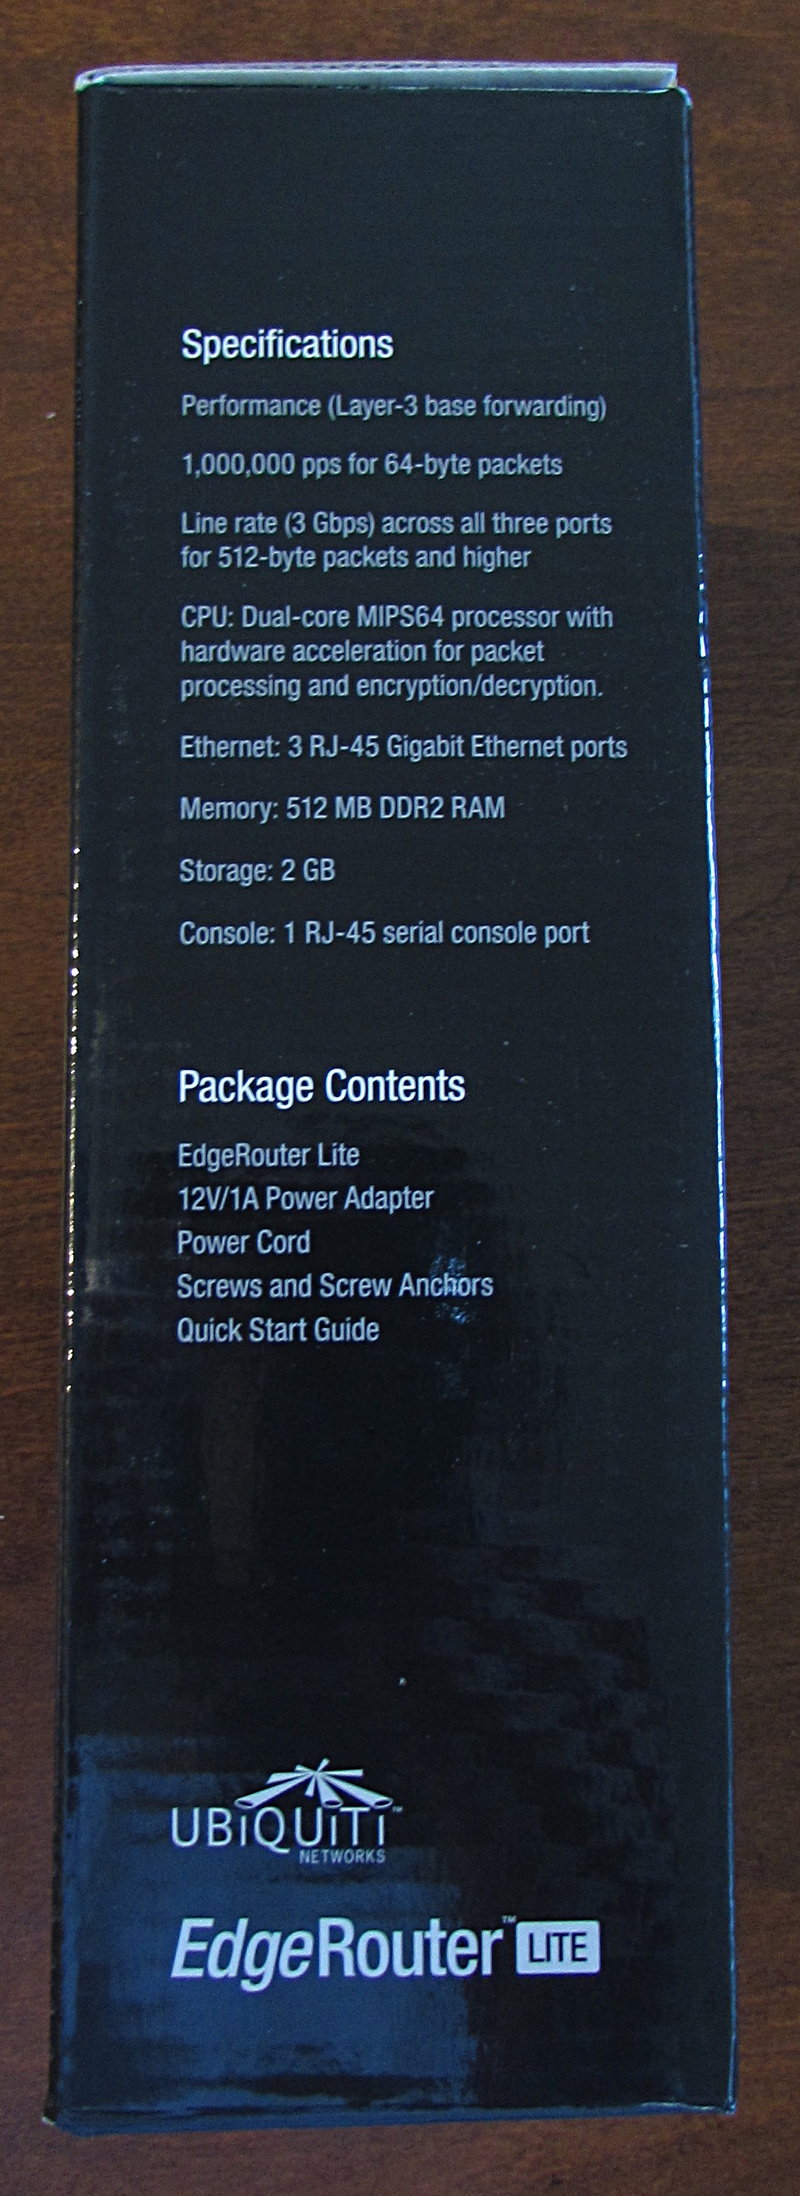 Specifications
Performance (Layer-3 base forwarding)
1,000,000 pps for 64-byte packets
Line rate (3 Gbps) across all three ports
for 512-byte packets and higher
CPU: Dual-core MIPS64 processor with
hardware acceleration for packet
processing and encryption/decryption.
Ethernet: 3 RJ-45 Gigabit Ethernet ports
Memory: 512 MB DDR2 RAM
Storage: 2 GB
Console: 1 RJ-45 serial console port
Package Contents
EdgeRouter Lite
12V/1A Power Adapter
Power Cord
Screws and Screw Anchors
Quick Start Guide
UBiQUiTi™
NETWORKS
EdgeRouter™ LITE